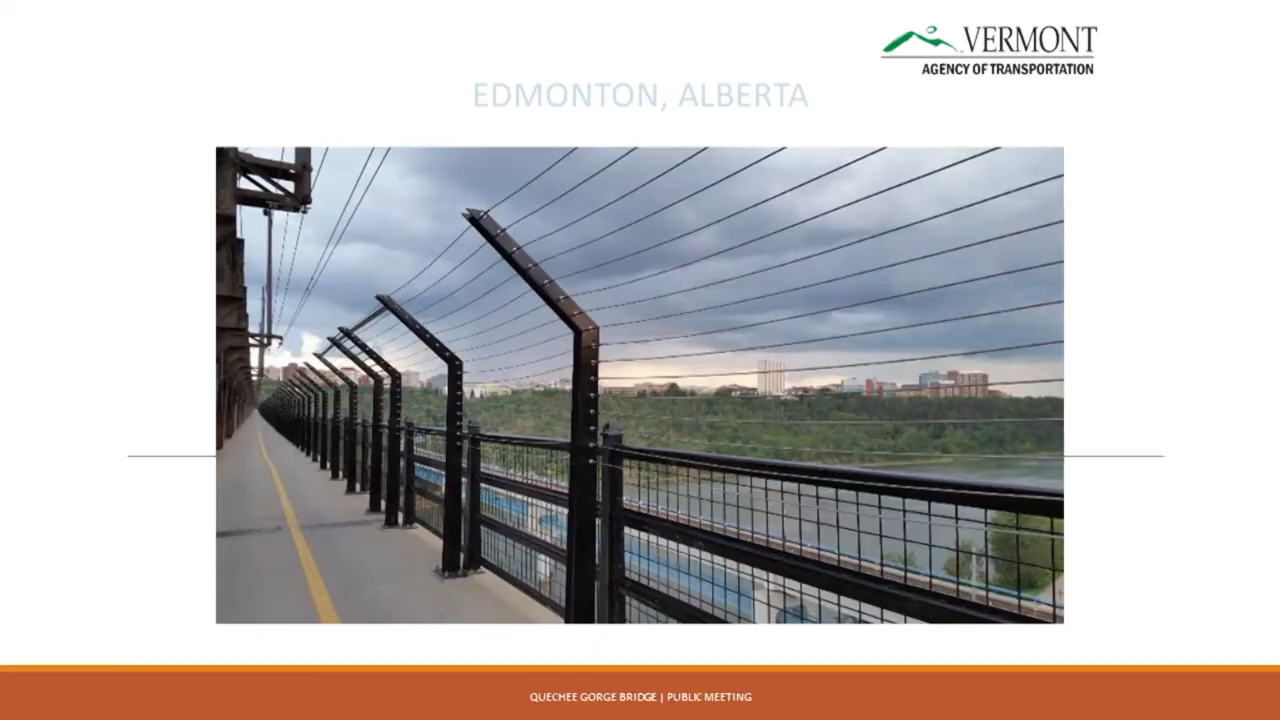 VERMONT
AGENCY OF TRANSPORTATION
EDMONTON, ALBERTA
QUECHEE GORGE BRIDGE | PUBLIC MEETING